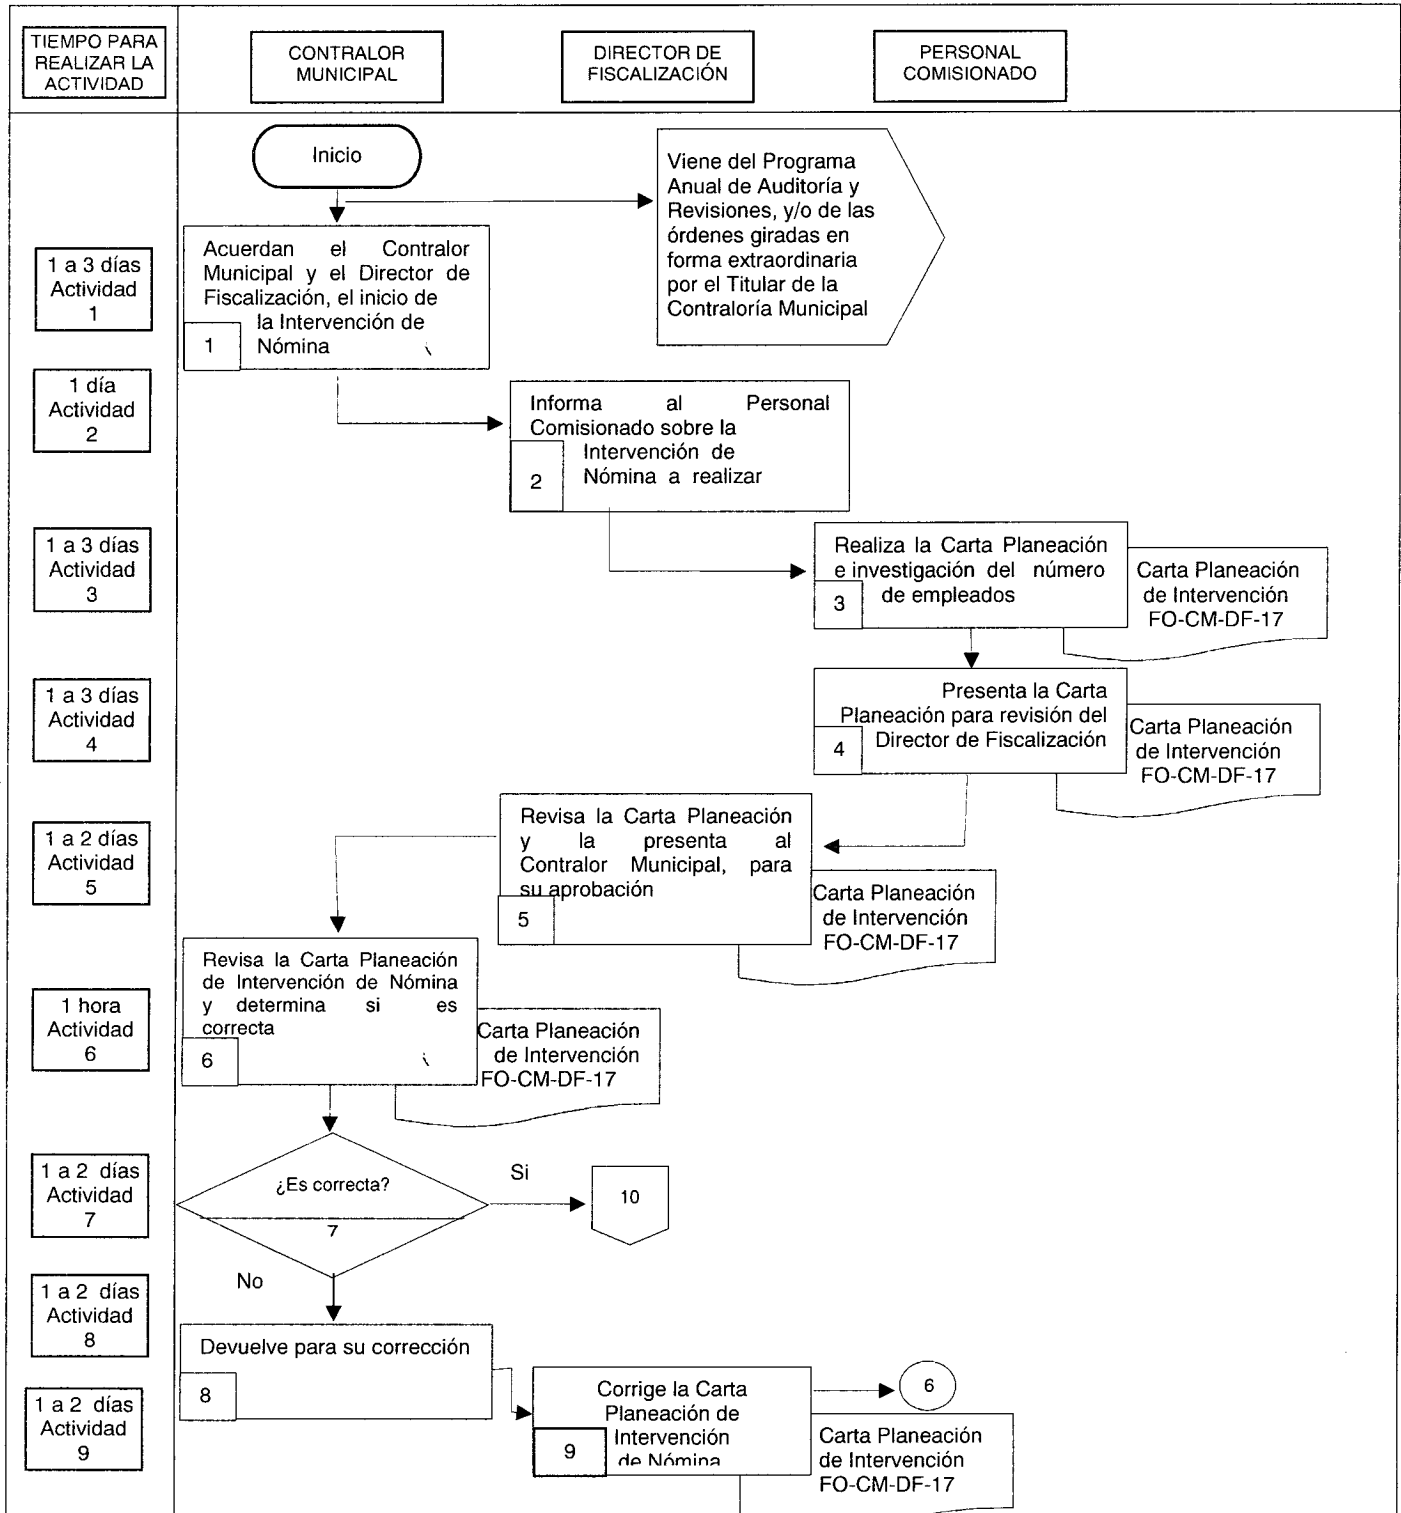 TIEMPO PARA
REALIZAR LA
ACTIVIDAD
CONTRALOR
MUNICIPAL
DIRECTOR DE
FISCALIZACIÓN
PERSONAL
COMISIONADO
Inicio
Viene del Programa
Anual de Auditoría y
Revisiones, y/o de las
órdenes giradas en
forma extraordinaria
por el Titular de la
Contraloría Municipal
1 a 3 días
Actividad
1
Acuerdan el Contralor
Municipal y el Director de
Fiscalización, el inicio de
la Intervención de
Nómina
1
1 día
Actividad
2
Informa al Personal
Comisionado sobre la
Intervención de
Nómina a realizar
2
1 a 3 días
Actividad
3
Realiza la Carta Planeación
e investigación del número
de empleados
3
Carta Planeación
de Intervención
FO-CM-DF-17
1 a 3 días
Actividad
4
Presenta la Carta
Planeación para revisión del
Director de Fiscalización
4
Carta Planeación
de Intervención
FO-CM-DF-17
1 a 2 días
Actividad
5
Revisa la Carta Planeación
y la presenta al
Contralor Municipal, para
su aprobación
5
Carta Planeación
de Intervención
FO-CM-DF-17
1 hora
Actividad
6
Revisa la Carta Planeación
de Intervención de Nómina
y determina si es
correcta
6
Carta Planeación
de Intervención
FO-CM-DF-17
1 a 2 días
Actividad
7
¿Es correcta?
7
Si
10
No
1 a 2 días
Actividad
8
Devuelve para su corrección
8
1 a 2 días
Actividad
9
Corrige la Carta
Planeación de
Intervención
de Nómina
9
6
Carta Planeación
de Intervención
FO-CM-DF-17